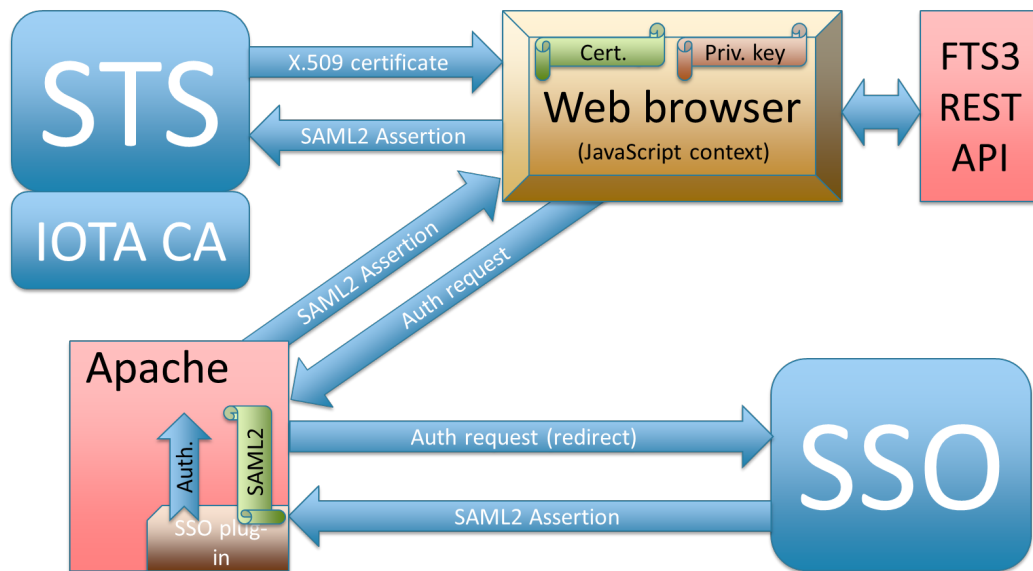 STS
IOTA CA
X.509 certificate
SAML2 Assertion
Cert.
Priv. key
Web browser
(JavaScript context)
FTS3
REST
API
SAML2 Assertion
Auth request
Apache
Auth.
SAML2
SSO plug-
in
Auth request (redirect)
SAML2 Assertion
SSO